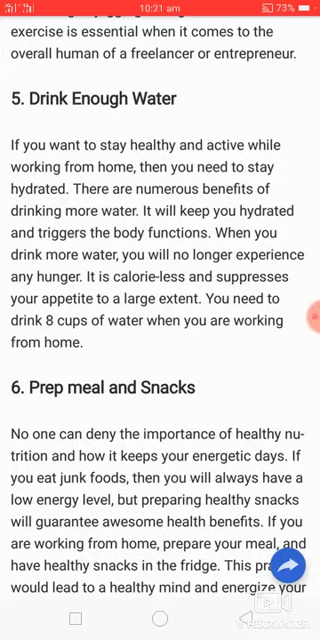 10:21 am
73%
exercise is essential when it comes to the
overall human of a freelancer or entrepreneur.
5. Drink Enough Water
If you want to stay healthy and active while
working from home, then you need to stay
hydrated. There are numerous benefits of
drinking more water. It will keep you hydrated
and triggers the body functions. When you
drink more water, you will no longer experience
any hunger. It is calorie-less and suppresses
your appetite to a large extent. You need to
drink 8 cups of water when you are working
from home.
6. Prep meal and Snacks
No one can deny the importance of healthy nu-
trition and how it keeps your energetic days. If
you eat junk foods, then you will always have a
low energy level, but preparing healthy snacks
will guarantee awesome health benefits. If you
are working from home, prepare your meal, and
have healthy snacks in the fridge. This
would lead to a healthy mind and energize your
RECORDER